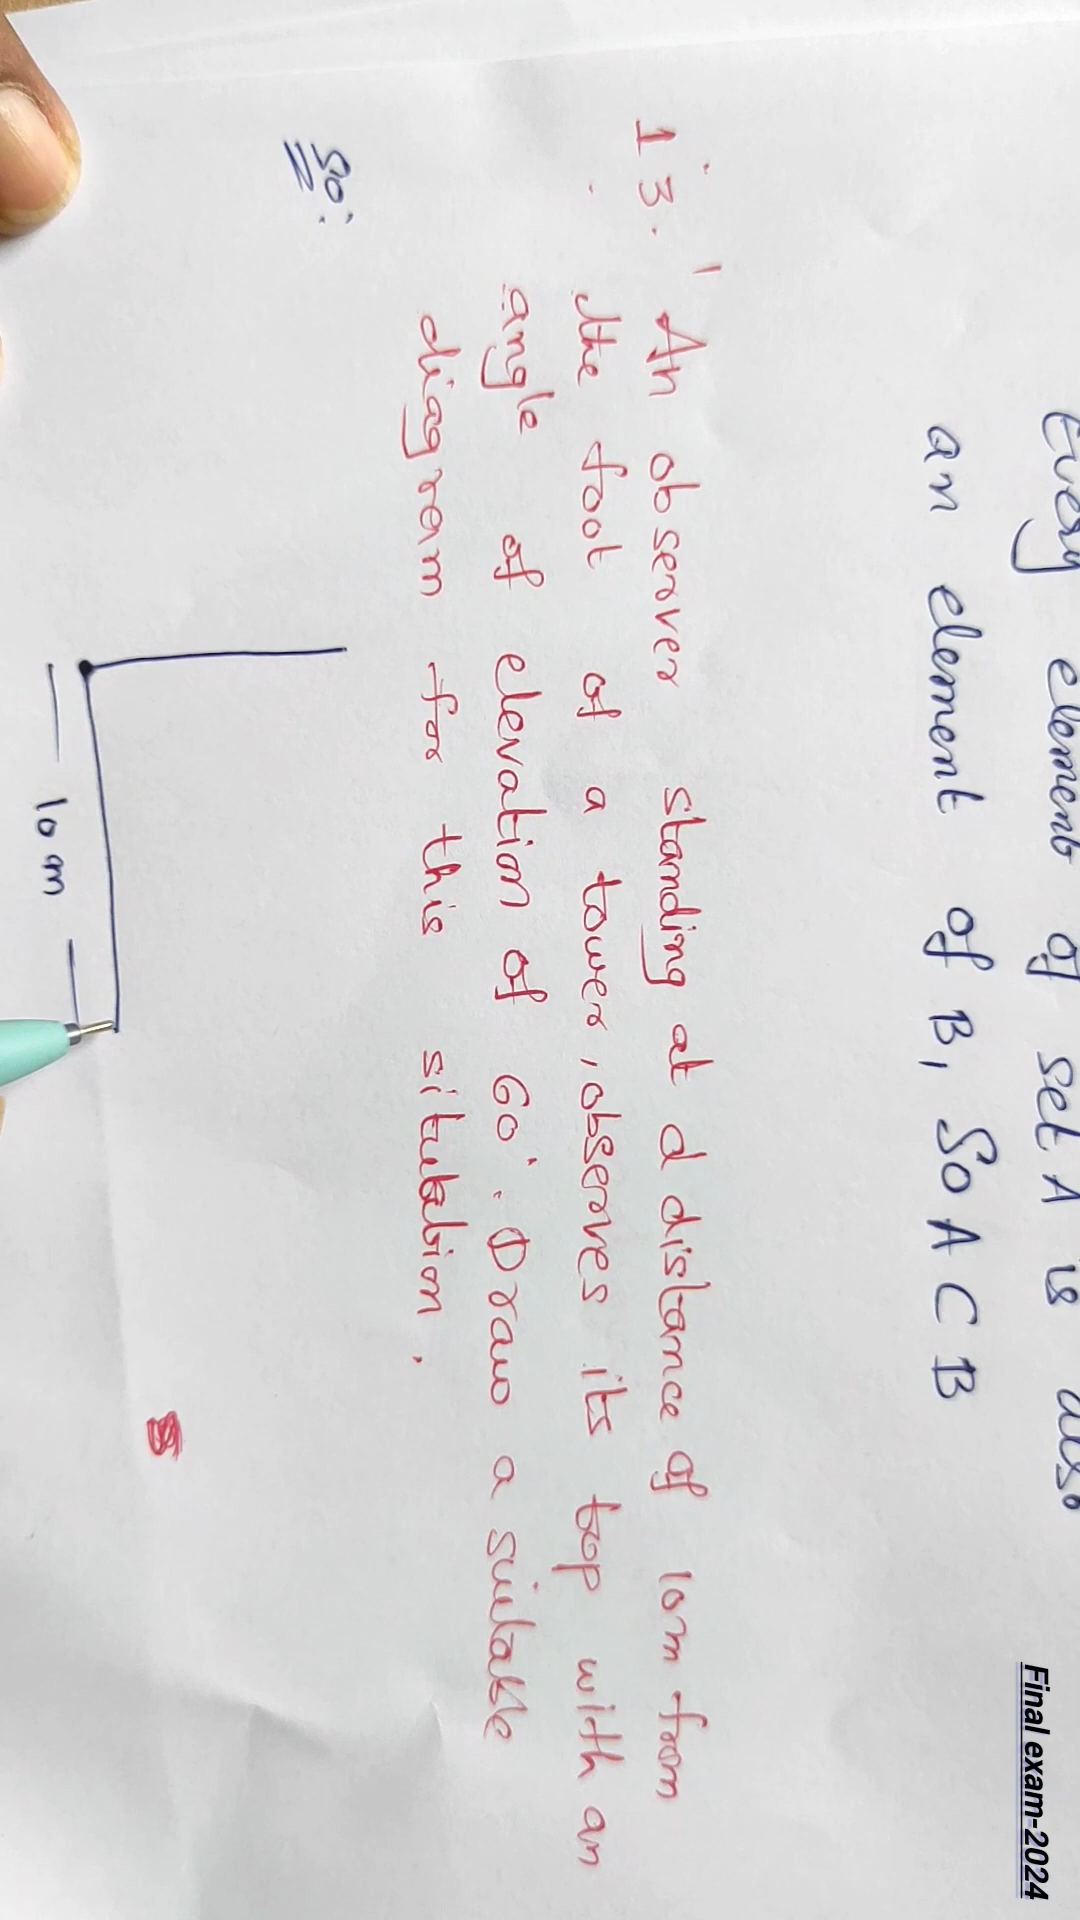 Final exam-2024
Every element of set A is also
an element of B, So A C B
13. An observer standing at d distance of 10m from
the foot of a tower, observes its top with an
angle of elevation of 60°. Draw a suitable
diagram for this situation.
So:
10m